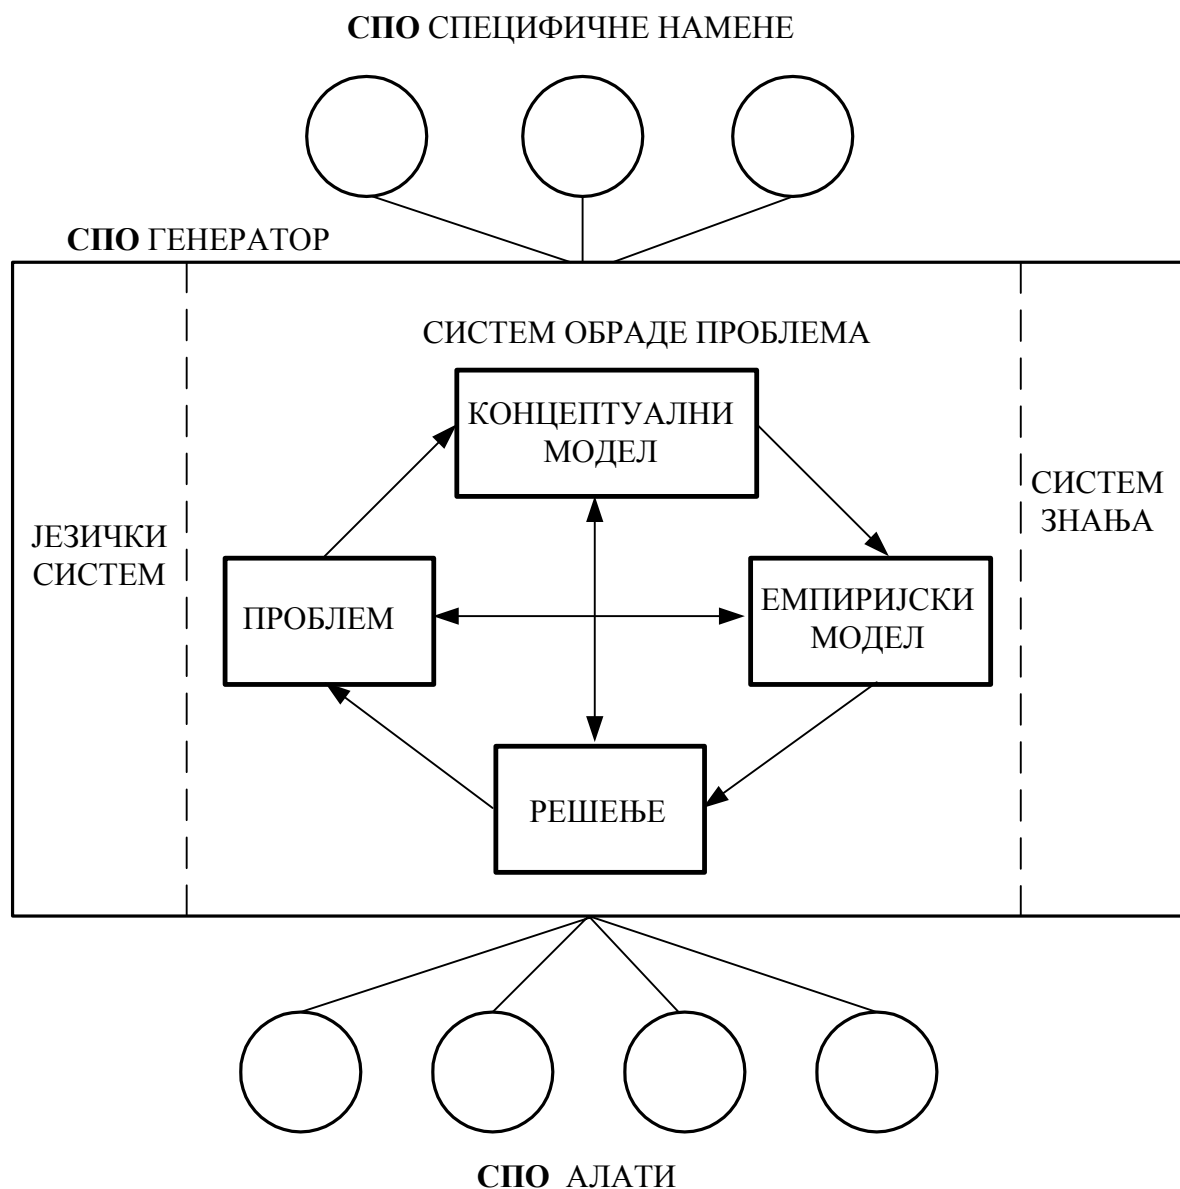 СПО СПЕЦИФИЧНЕ НАМЕНЕ
СПО ГЕНЕРАТОР
СИСТЕМ ОБРАДЕ ПРОБЛЕМА
КОНЦЕПТУАЛНИ
МОДЕЛ
ЈЕЗИЧКИ
СИСТЕМ
ПРОБЛЕМ
ЕМПИРИЈСКИ
МОДЕЛ
СИСТЕМ
ЗНАЊА
РЕШЕЊЕ
СПО АЛАТИ